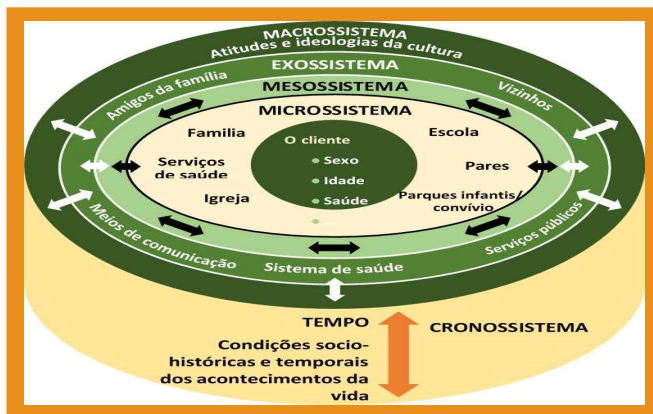 MACROSSISTEMA
Atitudes e ideologias da cultura
EXOSSISTEMA
Amigos da família
Vizinhos
MESOSSISTEMA
MICROSSISTEMA
Familia
Escola
O cliente
Sexo
Serviços
de saúde
Pares
Idade
Igreja
Saúde
Parques infantis/
convívio
Meios de comunicação
Sistema de saúde
Serviços públicos
TEMPO
CRONOSSISTEMA
Condições socio-
históricas e temporais
dos acontecimentos da
vida